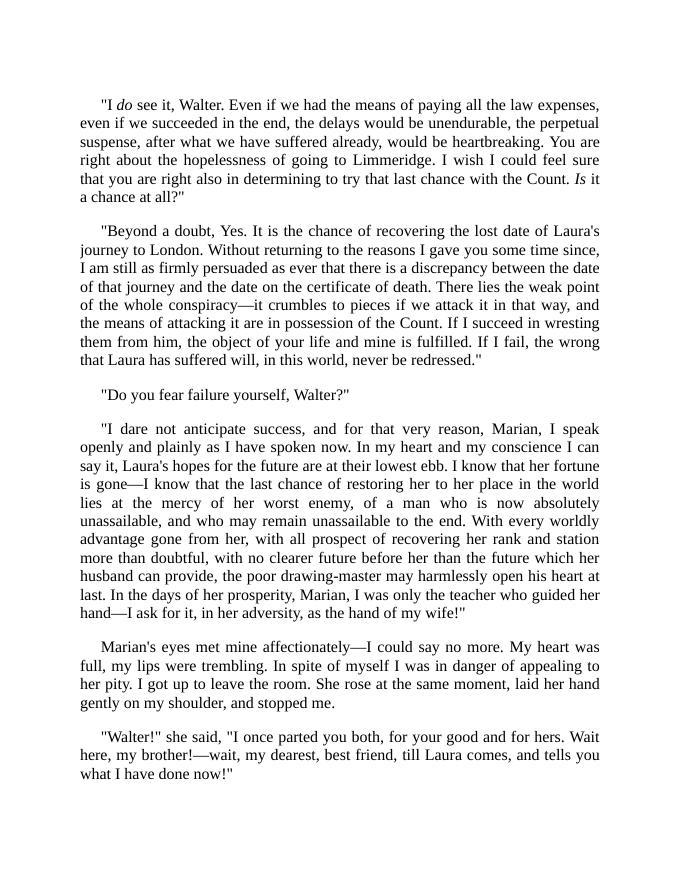 "I do see it, Walter. Even if we had the means of paying all the law expenses,
even if we succeeded in the end, the delays would be unendurable, the perpetual
suspense, after what we have suffered already, would be heartbreaking. You are
right about the hopelessness of going to Limmeridge. I wish I could feel sure
that you are right also in determining to try that last chance with the Count. Is it
a chance at all?"
"Beyond a doubt, Yes. It is the chance of recovering the lost date of Laura's
journey to London. Without returning to the reasons I gave you some time since,
I am still as firmly persuaded as ever that there is a discrepancy between the date
of that journey and the date on the certificate of death. There lies the weak point
of the whole conspiracy—it crumbles to pieces if we attack it in that way, and
the means of attacking it are in possession of the Count. If I succeed in wresting
them from him, the object of your life and mine is fulfilled. If I fail, the wrong
that Laura has suffered will, in this world, never be redressed."
"Do you fear failure yourself, Walter?"
"I dare not anticipate success, and for that very reason, Marian, I speak
openly and plainly as I have spoken now. In my heart and my conscience I can
say it, Laura's hopes for the future are at their lowest ebb. I know that her fortune
is gone—I know that the last chance of restoring her to her place in the world
lies at the mercy of her worst enemy, of a man who is now absolutely
unassailable, and who may remain unassailable to the end. With every worldly
advantage gone from her, with all prospect of recovering her rank and station
more than doubtful, with no clearer future before her than the future which her
husband can provide, the poor drawing-master may harmlessly open his heart at
last. In the days of her prosperity, Marian, I was only the teacher who guided her
hand—I ask for it, in her adversity, as the hand of my wife!"
Marian's eyes met mine affectionately—I could say no more. My heart was
full, my lips were trembling. In spite of myself I was in danger of appealing to
her pity. I got up to leave the room. She rose at the same moment, laid her hand
gently on my shoulder, and stopped me.
"Walter!" she said, "I once parted you both, for your good and for hers. Wait
here, my brother!—wait, my dearest, best friend, till Laura comes, and tells you
what I have done now!"